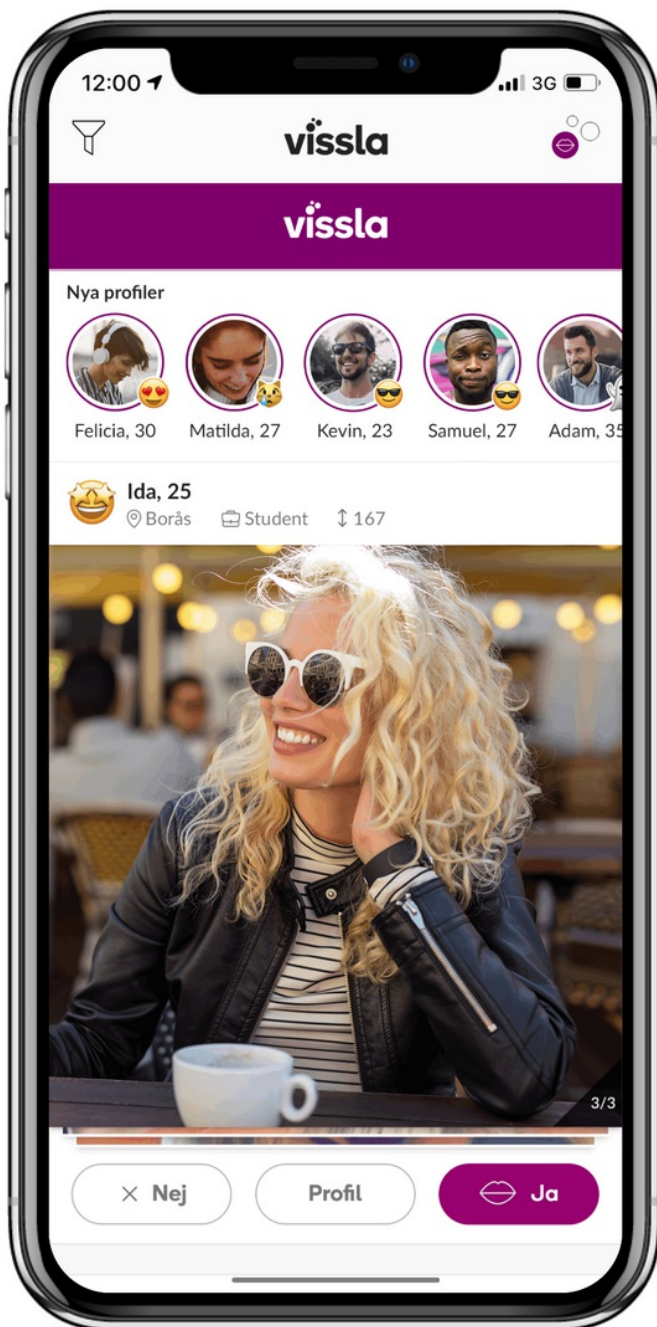 12:00 3G
vissla
vissla
Nya profiler
Felicia, 30 Matilda, 27 Kevin, 23 Samuel, 27 Adam, 35
Ida, 25
Borås Student 167
3/3
Nej Profil Ja